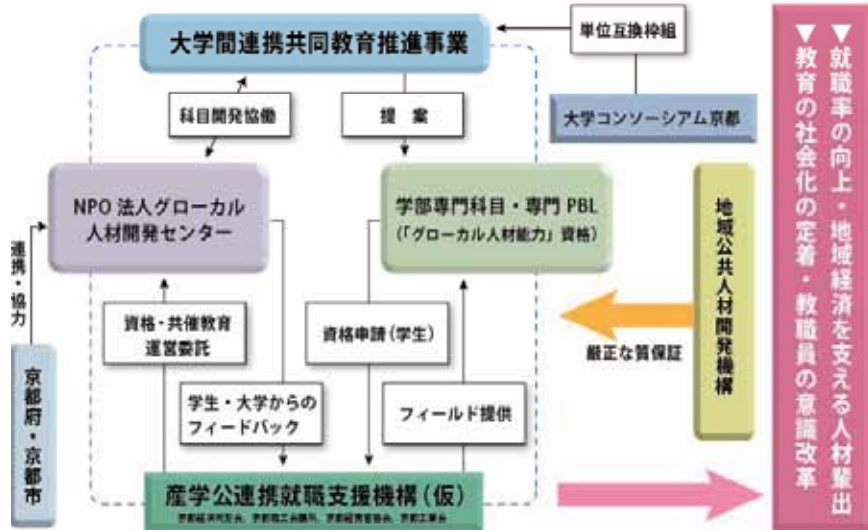 大学間連携共同教育推進事業
単位互換枠組
大学コンソーシアム京都
科目開発協働
提 案
NPO 法人グローカル
人材開発センター
学部専門科目・専門 PBL
(「グローカル人材能力」資格)
連携・協力
京都府・京都市
資格・共催教育
運営委託
資格申請(学生)
学生・大学からの
フィードバック
フィールド提供
厳正な質保証
地域公共人材開発機構
産学公連携就職支援機構(仮)
▼就職率の向上・地域経済を支える人材輩出
▼教育の社会化の定着・教職員の意識改革